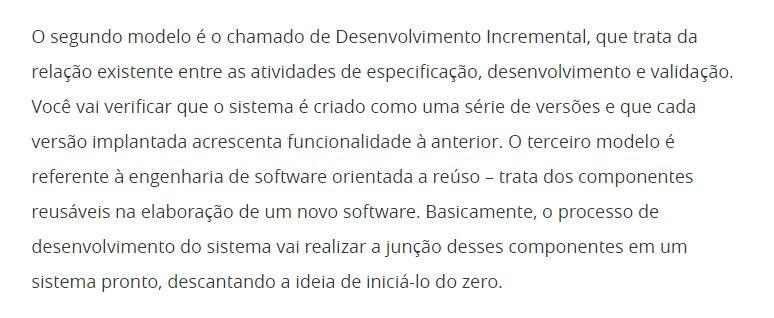 O segundo modelo é o chamado de Desenvolvimento Incremental, que trata da
relação existente entre as atividades de especificação, desenvolvimento e validação.
Você vai verificar que o sistema é criado como uma série de versões e que cada
versão implantada acrescenta funcionalidade à anterior. O terceiro modelo é
referente à engenharia de software orientada a reúso – trata dos componentes
reusáveis na elaboração de um novo software. Basicamente, o processo de
desenvolvimento do sistema vai realizar a junção desses componentes em um
sistema pronto, descantando a ideia de iniciá-lo do zero.